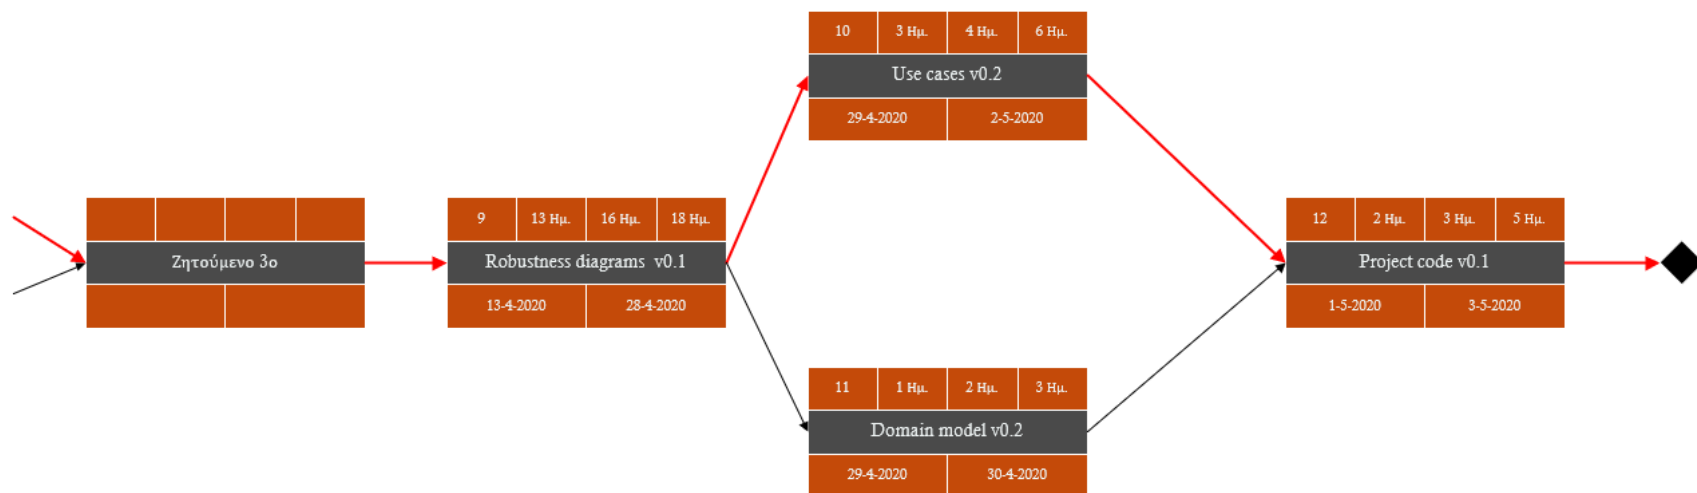 10 3 Ημ. 4 Ημ. 6 Ημ.
Use cases v0.2
29-4-2020 2-5-2020
Ζητούμενο 3ο
9 13 Ημ. 16 Ημ. 18 Ημ.
Robustness diagrams v0.1
13-4-2020 28-4-2020
12 2 Ημ. 3 Ημ. 5 Ημ.
Project code v0.1
1-5-2020 3-5-2020
11 1 Ημ. 2 Ημ. 3 Ημ.
Domain model v0.2
29-4-2020 30-4-2020